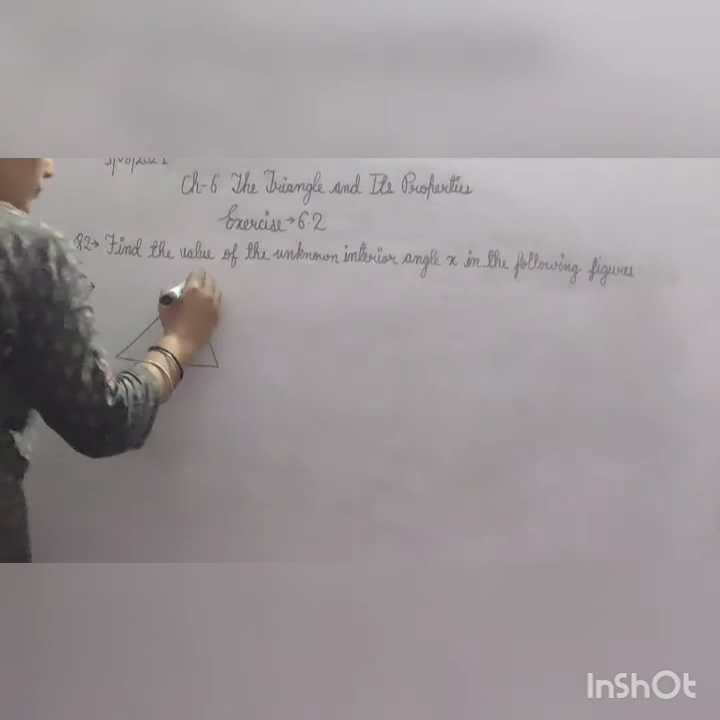 Ch-6 The Triangle and Its Properties
Exercise→6.2
Q2→ Find the value of the unknown interior angle x in the following figures
InShOt